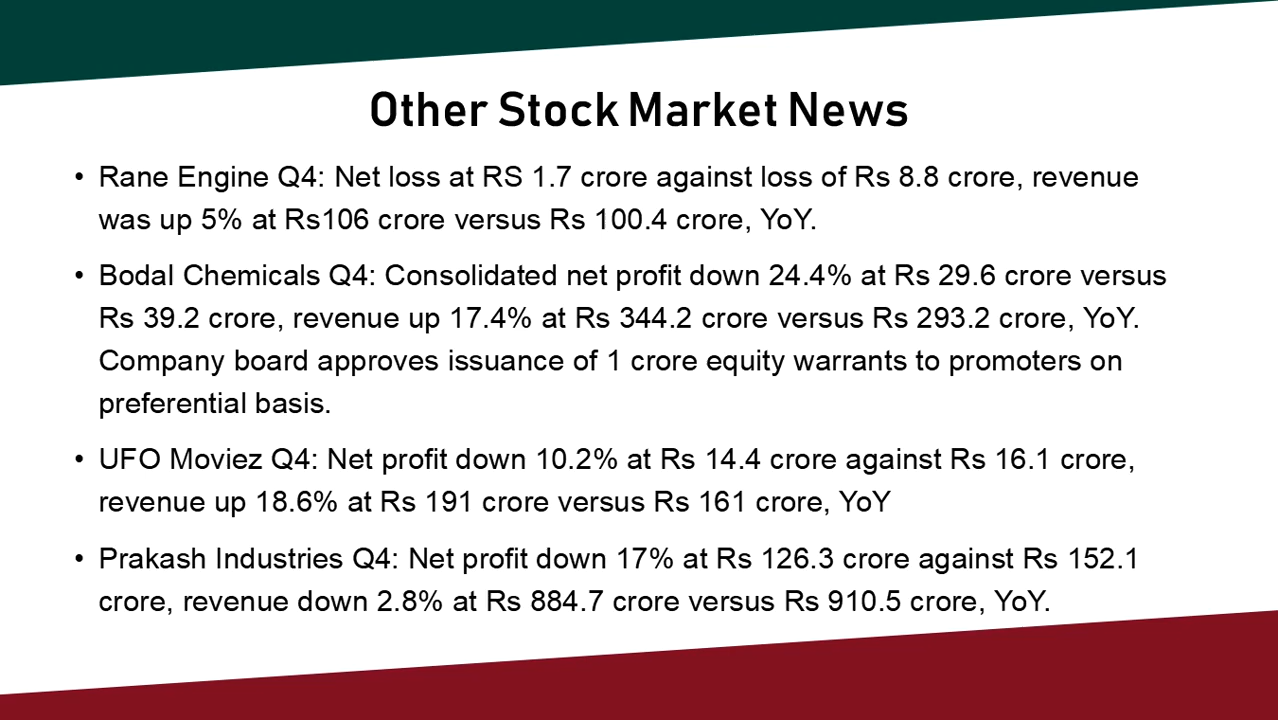 Other Stock Market News
• Rane Engine Q4: Net loss at RS 1.7 crore against loss of Rs 8.8 crore, revenue
was up 5% at Rs106 crore versus Rs 100.4 crore, YoY.
• Bodal Chemicals Q4: Consolidated net profit down 24.4% at Rs 29.6 crore versus
Rs 39.2 crore, revenue up 17.4% at Rs 344.2 crore versus Rs 293.2 crore, YoY.
Company board approves issuance of 1 crore equity warrants to promoters on
preferential basis.
• UFO Moviez Q4: Net profit down 10.2% at Rs 14.4 crore against Rs 16.1 crore,
revenue up 18.6% at Rs 191 crore versus Rs 161 crore, YoY
• Prakash Industries Q4: Net profit down 17% at Rs 126.3 crore against Rs 152.1
crore, revenue down 2.8% at Rs 884.7 crore versus Rs 910.5 crore, YoY.